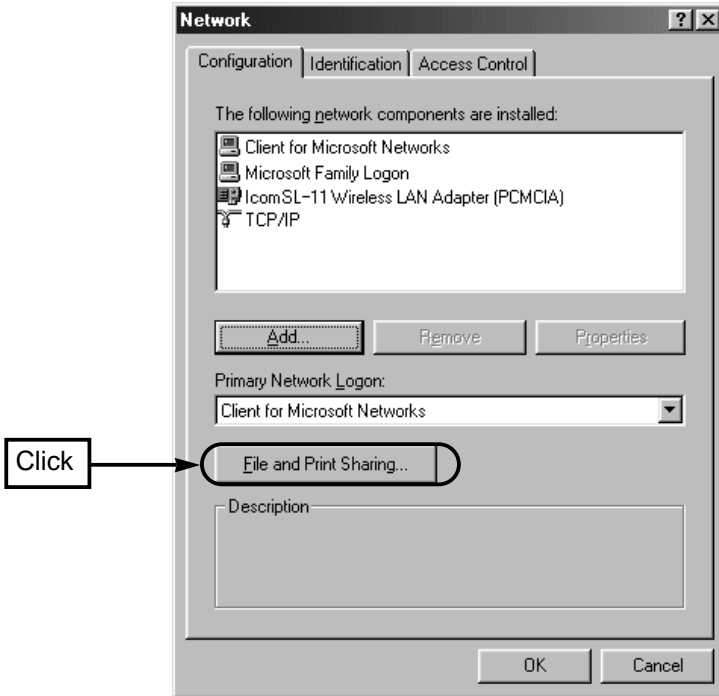 Network
Configuration Identification Access Control
The following network components are installed:
Client for Microsoft Networks
Microsoft Family Logon
IcomSL-11 Wireless LAN Adapter (PCMCIA)
TCP/IP
Add... Remove Properties
Primary Network Logon:
Client for Microsoft Networks
Click
File and Print Sharing...
Description
OK Cancel